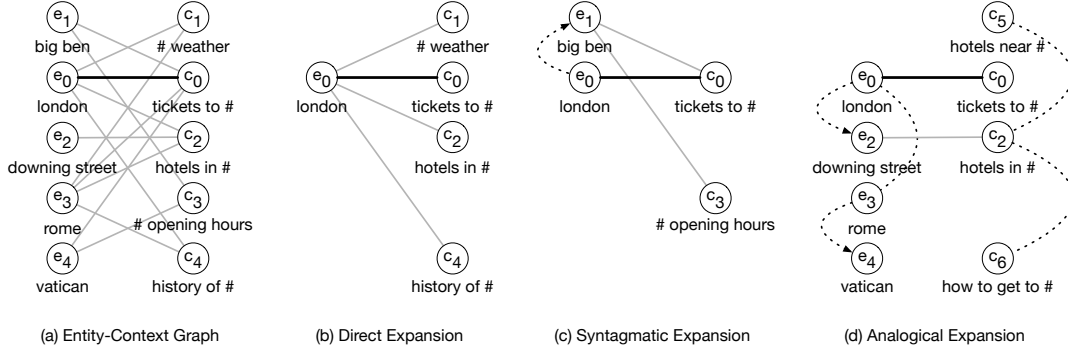 e1 c1
big ben # weather
e0 c0
london tickets to #
e2 c2
downing street hotels in #
e3 c3
rome # opening hours
e4 c4
vatican history of #
(a) Entity-Context Graph
c1
# weather
e0 c0
london tickets to #
c2
hotels in #
c4
history of #
(b) Direct Expansion
e1
big ben
e0 c0
london tickets to #
c3
# opening hours
(c) Syntagmatic Expansion
c5
hotels near #
e0 c0
london tickets to #
e2 c2
downing street hotels in #
e3
rome
e4 c6
vatican how to get to #
(d) Analogical Expansion